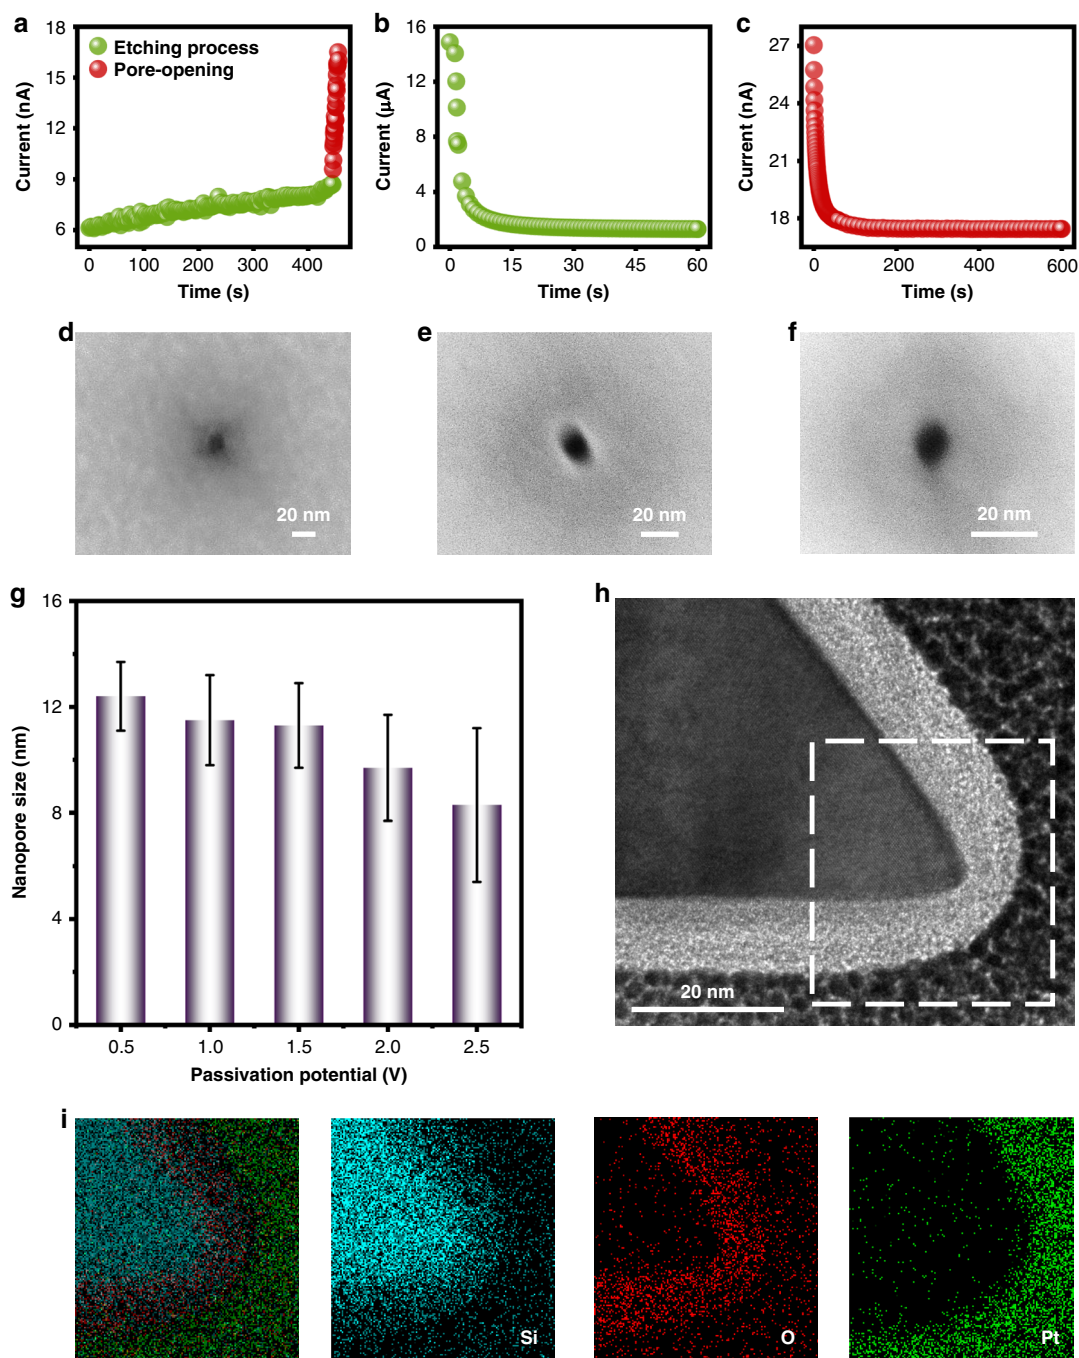 a
18
15
12
9
6
Current (nA)
Etching process
Pore-opening
0 100 200 300 400
Time (s)
b
16
12
8
4
0
Current (μA)
0 15 30 45 60
Time (s)
c
27
24
21
18
Current (nA)
0 200 400 600
Time (s)
d
20 nm
e
20 nm
f
20 nm
g
16
12
8
4
0
Nanopore size (nm)
0.5 1.0 1.5 2.0 2.5
Passivation potential (V)
h
20 nm
i
Si
O
Pt